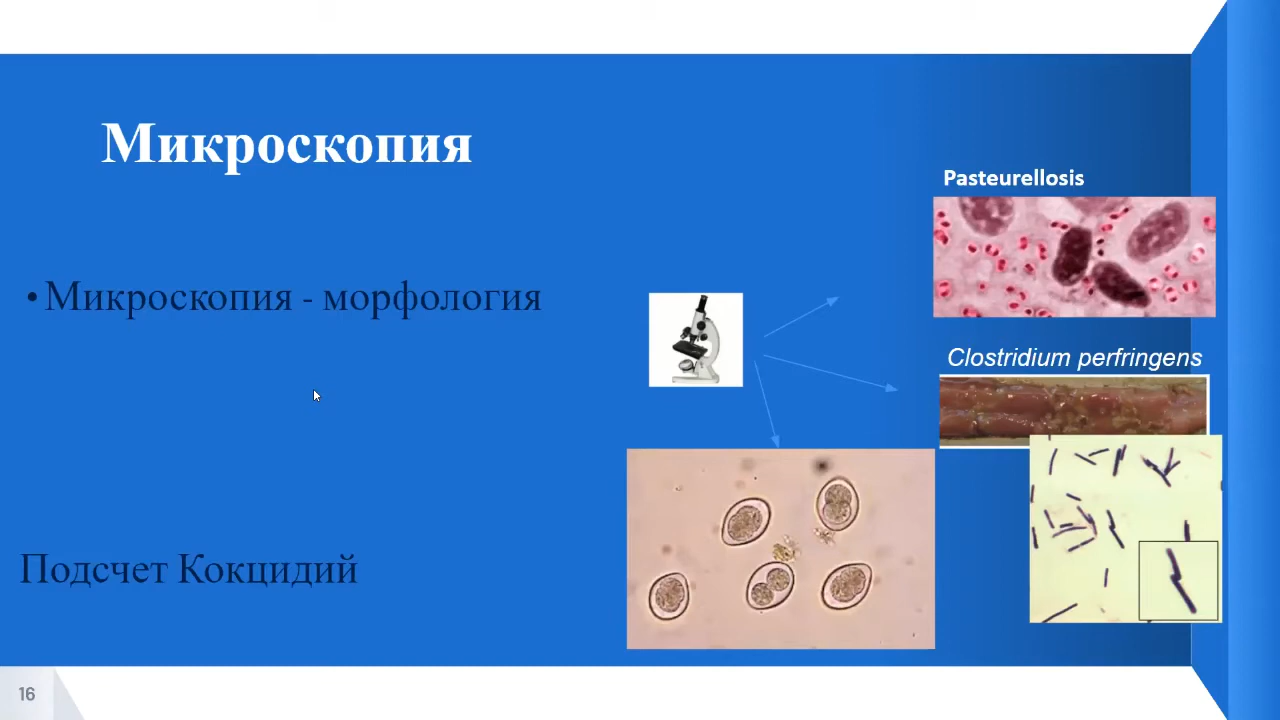 Микроскопия
• Микроскопия - морфология
Подсчет Кокцидий
Pasteurellosis
Clostridium perfringens
16